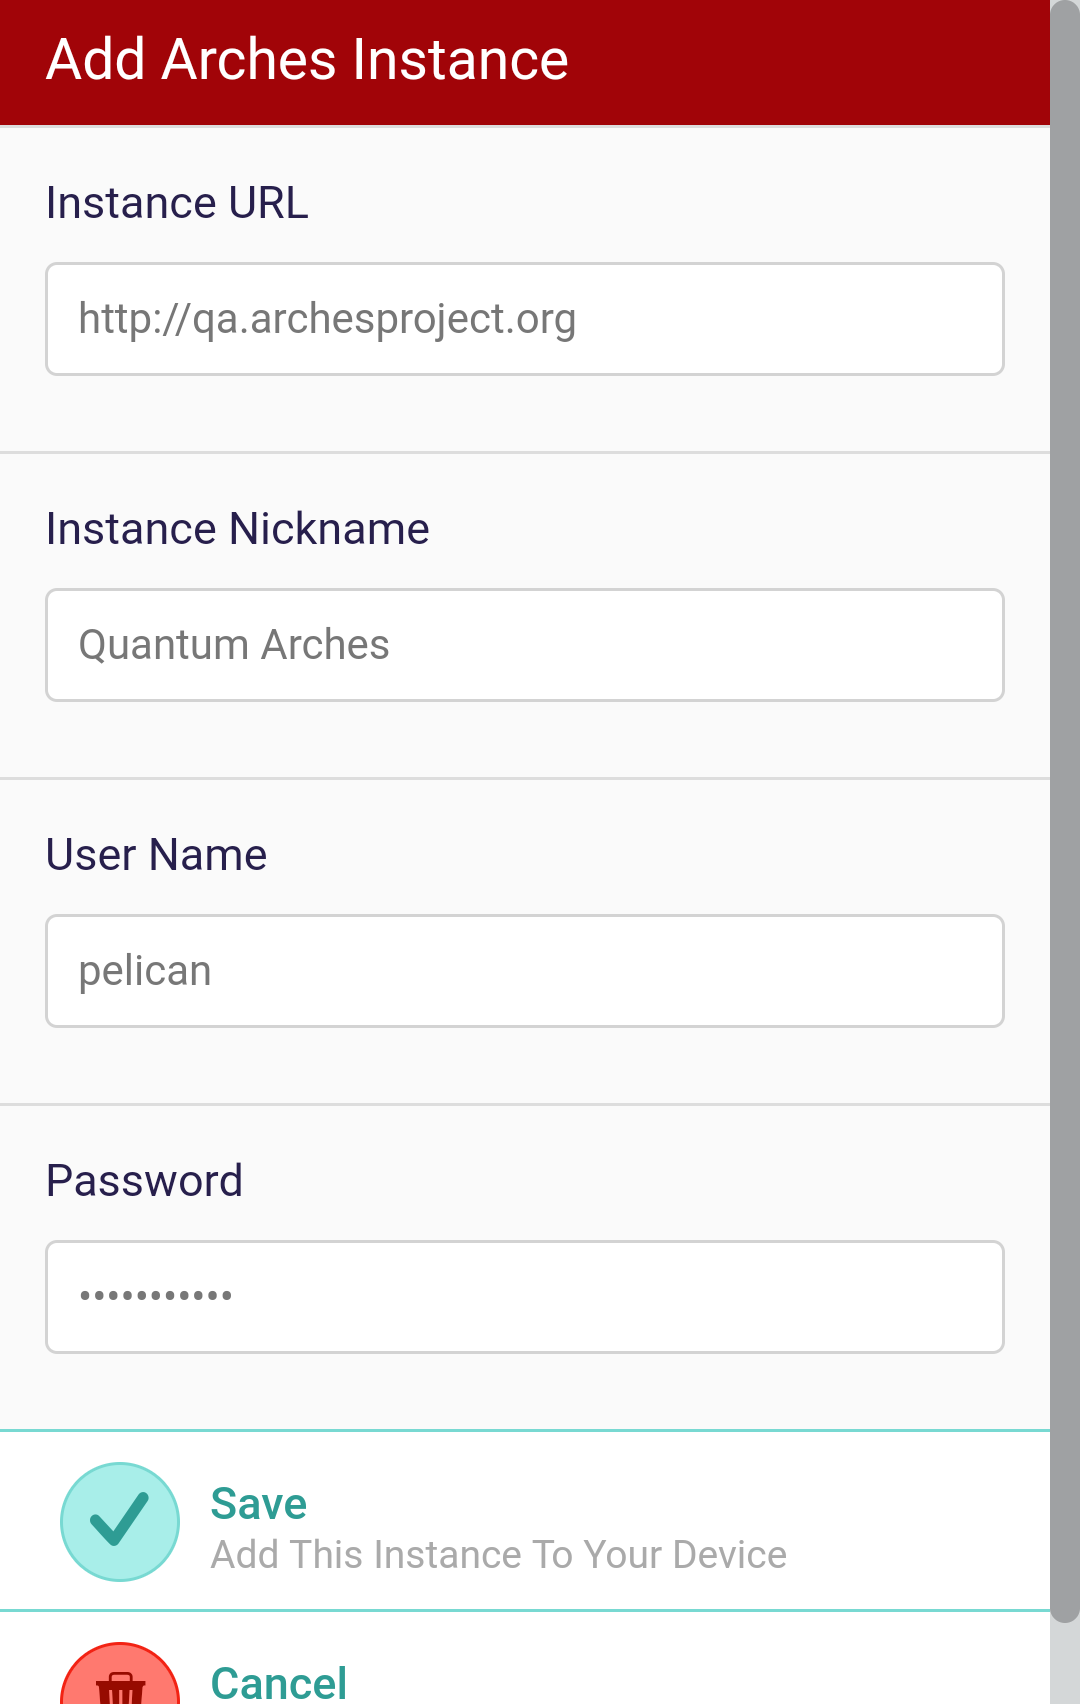 Add Arches Instance
Instance URL
http://qa.archesproject.org
Instance Nickname
Quantum Arches
User Name
pelican
Password
•••••••••••
Save
Add This Instance To Your Device
Cancel